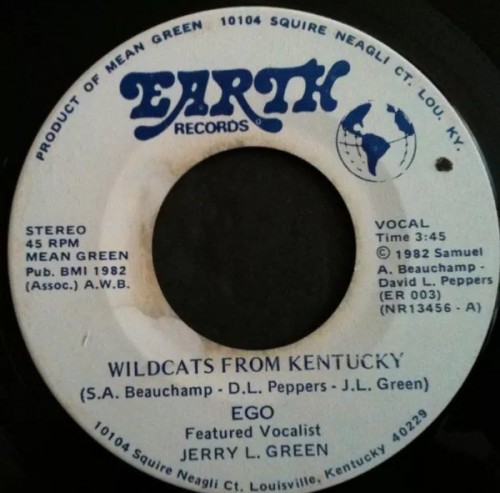 PRODUCT OF MEAN GREEN 10104 SQUIRE NEAGLI CT. LOU. KY.
EARTH
RECORDS
STEREO
45 RPM
MEAN GREEN
Pub. BMI 1982
(Assoc.) A.W.B.
VOCAL
Time 3:45
© 1982 Samuel
A. Beauchamp -
David L. Peppers
(ER 003)
(NR13456 - A)
WILDCATS FROM KENTUCKY
(S.A. Beauchamp - D.L. Peppers - J.L. Green)
EGO
Featured Vocalist
JERRY L. GREEN
10104 Squire Neagli Ct. Louisville, Kentucky 40229